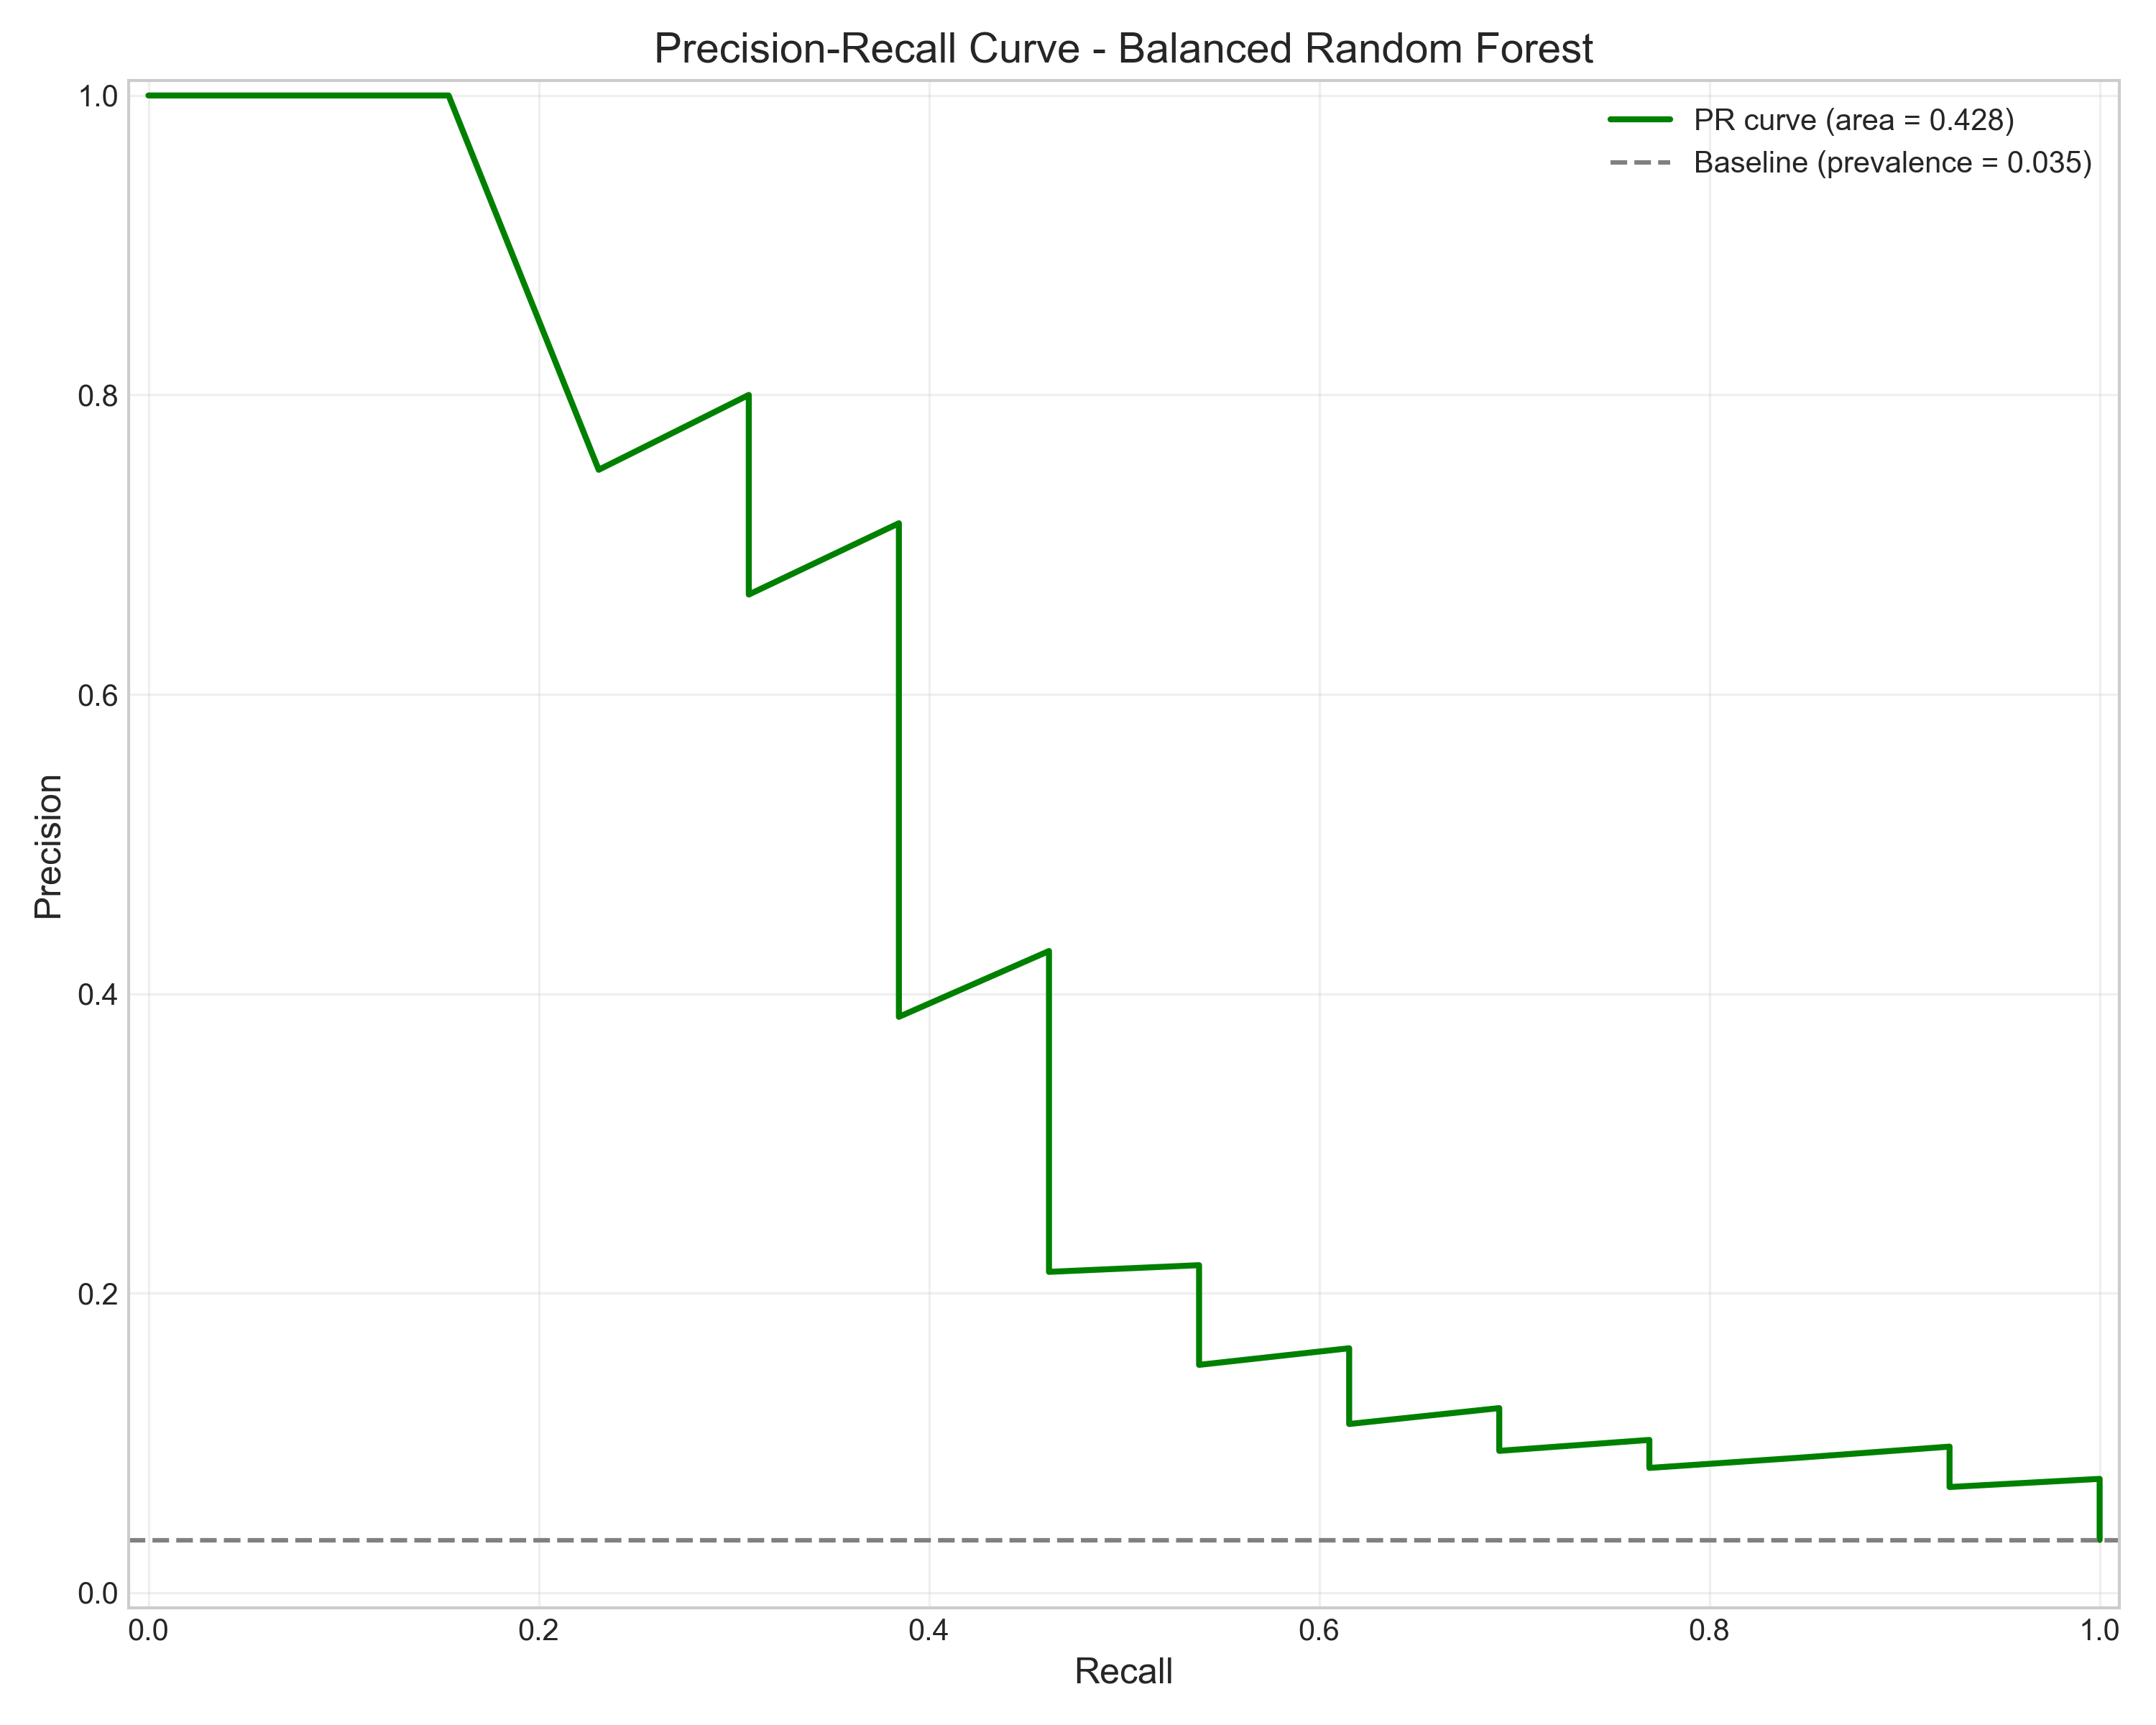 Precision-Recall Curve - Balanced Random Forest
PR curve (area = 0.428)
Baseline (prevalence = 0.035)
Precision
1.0
0.8
0.6
0.4
0.2
0.0
0.0 0.2 0.4 0.6 0.8 1.0
Recall